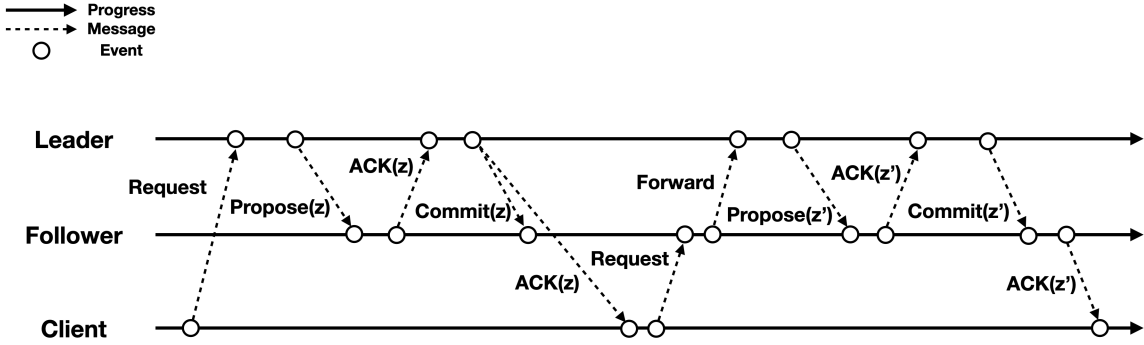 Progress
Message
Event
Leader
ACK(z)
ACK(z')
Request
Forward
Propose(z)
Commit(z)
Propose(z')
Commit(z')
Follower
Request
ACK(z)
ACK(z')
Client